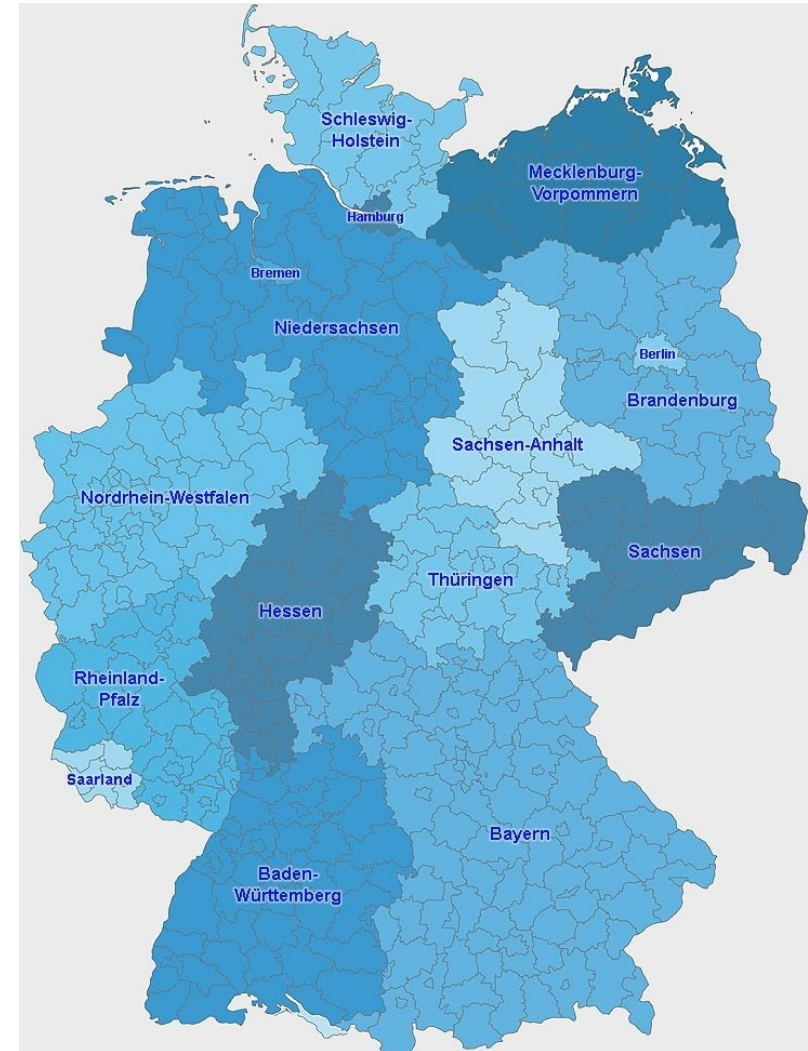 Schleswig-
Holstein
Mecklenburg-
Vorpommern
Hamburg
Bremen
Niedersachsen
Berlin
Brandenburg
Sachsen-Anhalt
Nordrhein-Westfalen
Sachsen
Thüringen
Hessen
Rheinland-
Pfalz
Saarland
Bayern
Baden-
Württemberg